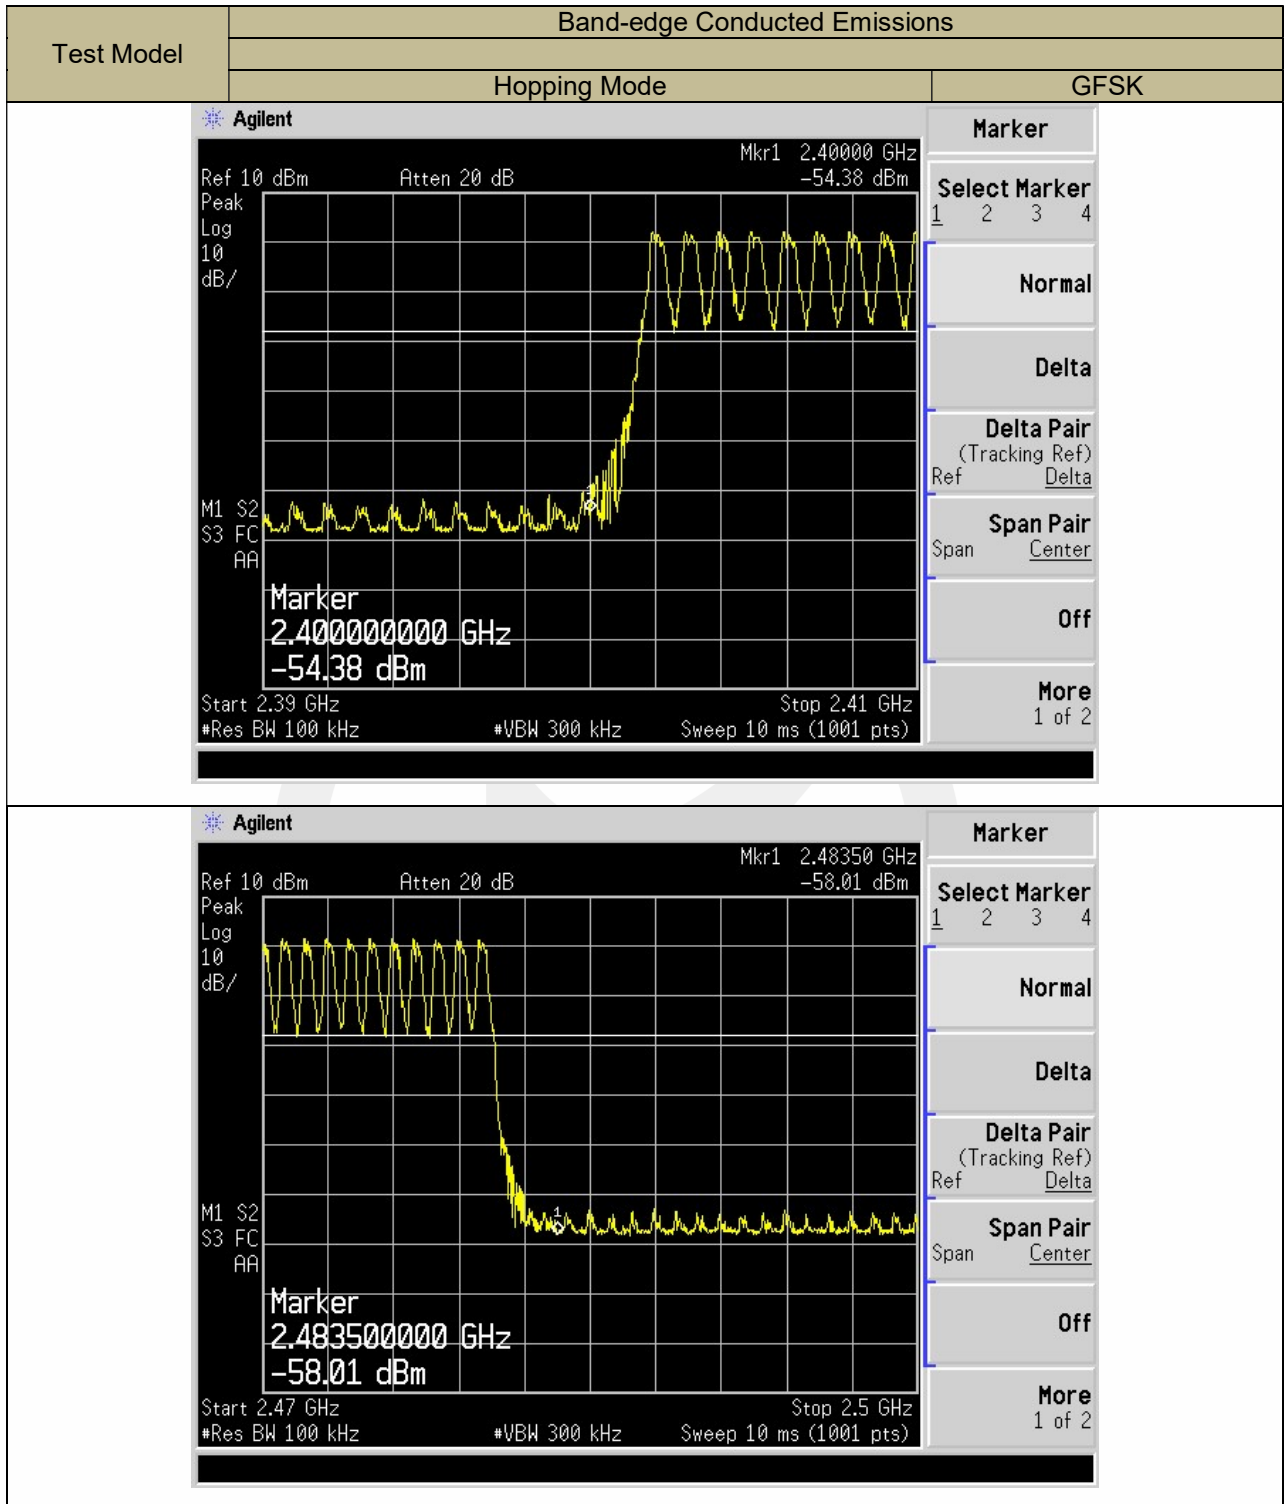 Test Model
Band-edge Conducted Emissions
Hopping Mode
GFSK
Agilent
Mkr1 2.40000 GHz
Ref 10 dBm Atten 20 dB -54.38 dBm
Peak
Log
10
dB/
M1 S2
S3 FC
AA
1
Marker
2.400000000 GHz
-54.38 dBm
Start 2.39 GHz Stop 2.41 GHz
#Res BW 100 kHz #VBW 300 kHz Sweep 10 ms (1001 pts)
Marker
Select Marker
1 2 3 4
Normal
Delta
Delta Pair
(Tracking Ref)
Ref Delta
Span Pair
Span Center
Off
More
1 of 2
Agilent
Mkr1 2.48350 GHz
Ref 10 dBm Atten 20 dB -58.01 dBm
Peak
Log
10
dB/
M1 S2
S3 FC
AA
1
Marker
2.483500000 GHz
-58.01 dBm
Start 2.47 GHz Stop 2.5 GHz
#Res BW 100 kHz #VBW 300 kHz Sweep 10 ms (1001 pts)
Marker
Select Marker
1 2 3 4
Normal
Delta
Delta Pair
(Tracking Ref)
Ref Delta
Span Pair
Span Center
Off
More
1 of 2